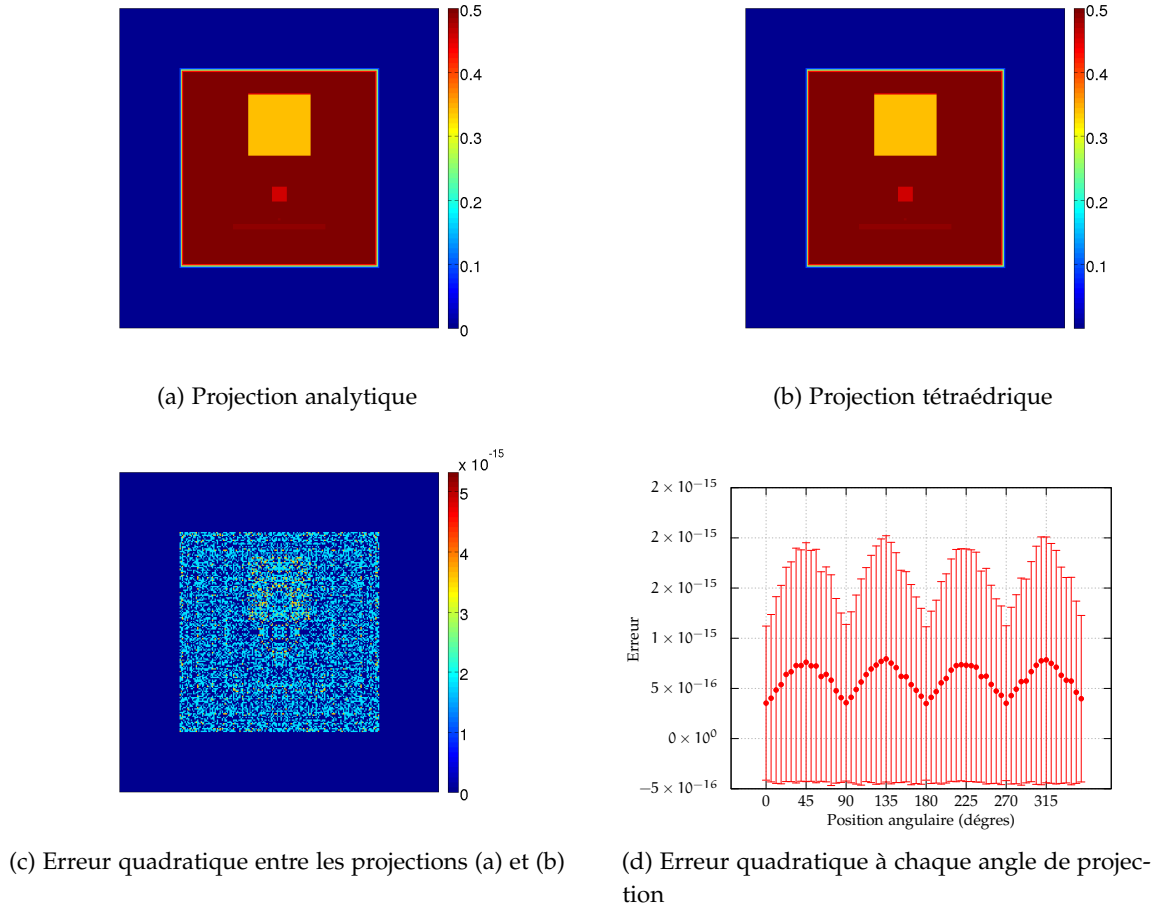 0.5
0.4
0.3
0.2
0.1
0
(a) Projection analytique
0.5
0.4
0.3
0.2
0.1
(b) Projection tétraédrique
x 10^-15
5
4
3
2
1
0
(c) Erreur quadratique entre les projections (a) et (b)
2 × 10^-15
2 × 10^-15
2 × 10^-15
1 × 10^-15
5 × 10^-16
0 × 10^0
−5 × 10^-16
Erreur
0 45 90 135 180 225 270 315
Position angulaire (dégres)
(d) Erreur quadratique à chaque angle de projec-
tion